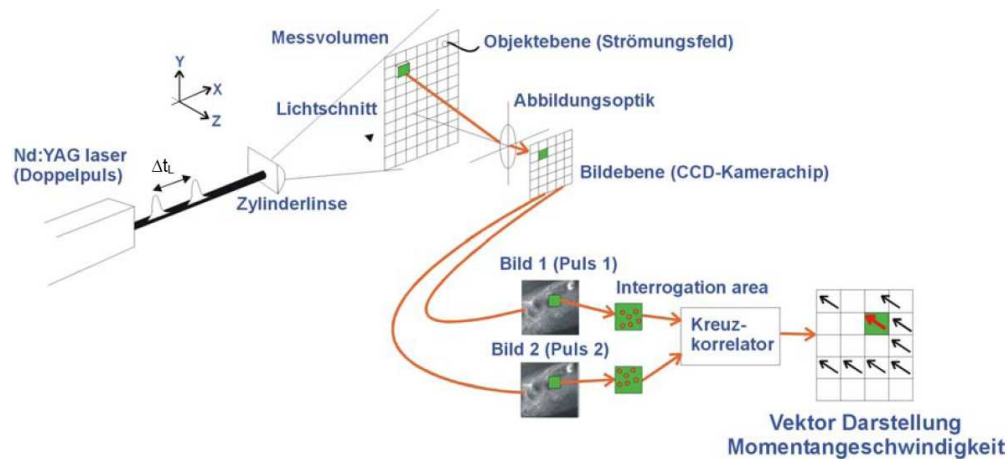 Messvolumen
Objektebene (Strömungsfeld)
Y
X
Z
Lichtschnitt
Abbildungsoptik
Nd:YAG laser
(Doppelpuls)
Δt_L
Bildebene (CCD-Kamerachip)
Zylinderlinse
Bild 1 (Puls 1)
Interrogation area
Kreuz-
korrelator
Bild 2 (Puls 2)
Vektor Darstellung
Momentangeschwindigkeit